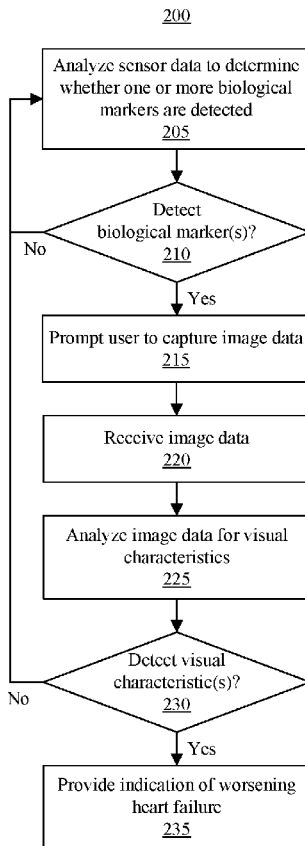 200
Analyze sensor data to determine
whether one or more biological
markers are detected
205
Detect
biological marker(s)?
210
No
Yes
Prompt user to capture image data
215
Receive image data
220
Analyze image data for visual
characteristics
225
Detect visual
characteristic(s)?
230
No
Yes
Provide indication of worsening
heart failure
235